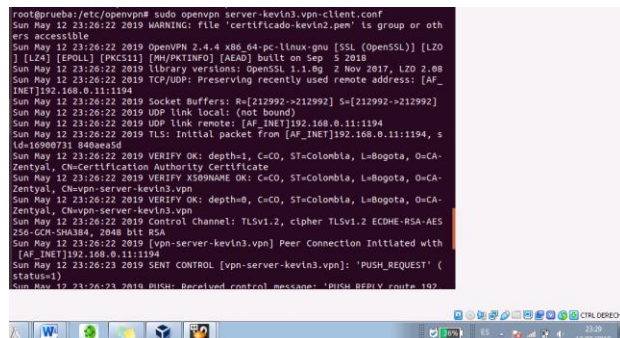 root@prueba:/etc/openvpn# sudo openvpn server-kevin3.vpn-client.conf
Sun May 12 23:26:22 2019 WARNING: file 'certificado-kevin2.pem' is group or oth
ers accessible
Sun May 12 23:26:22 2019 OpenVPN 2.4.4 x86_64-pc-linux-gnu [SSL (OpenSSL)] [LZO
] [LZ4] [EPOLL] [PKCS11] [MH/PKTINFO] [AEAD] built on Sep  5 2018
Sun May 12 23:26:22 2019 library versions: OpenSSL 1.1.0g  2 Nov 2017, LZO 2.08
Sun May 12 23:26:22 2019 TCP/UDP: Preserving recently used remote address: [AF_
INET]192.168.0.11:1194
Sun May 12 23:26:22 2019 Socket Buffers: R=[212992->212992] S=[212992->212992]
Sun May 12 23:26:22 2019 UDP link local: (not bound)
Sun May 12 23:26:22 2019 UDP link remote: [AF_INET]192.168.0.11:1194
Sun May 12 23:26:22 2019 TLS: Initial packet from [AF_INET]192.168.0.11:1194, s
id=16900731 840aea5d
Sun May 12 23:26:22 2019 VERIFY OK: depth=1, C=CO, ST=Colombia, L=Bogota, O=CA-
Zentyal, CN=Certification Authority Certificate
Sun May 12 23:26:22 2019 VERIFY X509NAME OK: C=CO, ST=Colombia, L=Bogota, O=CA-
Zentyal, CN=vpn-server-kevin3.vpn
Sun May 12 23:26:22 2019 VERIFY OK: depth=0, C=CO, ST=Colombia, L=Bogota, O=CA-
Zentyal, CN=vpn-server-kevin3.vpn
Sun May 12 23:26:22 2019 Control Channel: TLSv1.2, cipher TLSv1.2 ECDHE-RSA-AES
256-GCM-SHA384, 2048 bit RSA
Sun May 12 23:26:22 2019 [vpn-server-kevin3.vpn] Peer Connection Initiated with
 [AF_INET]192.168.0.11:1194
Sun May 12 23:26:23 2019 SENT CONTROL [vpn-server-kevin3.vpn]: 'PUSH_REQUEST' (
status=1)
Sun May 12 23:26:23 2019 PUSH: Received control message: 'PUSH_REPLY,route 192.
CTRL DERECH
ES
23:29